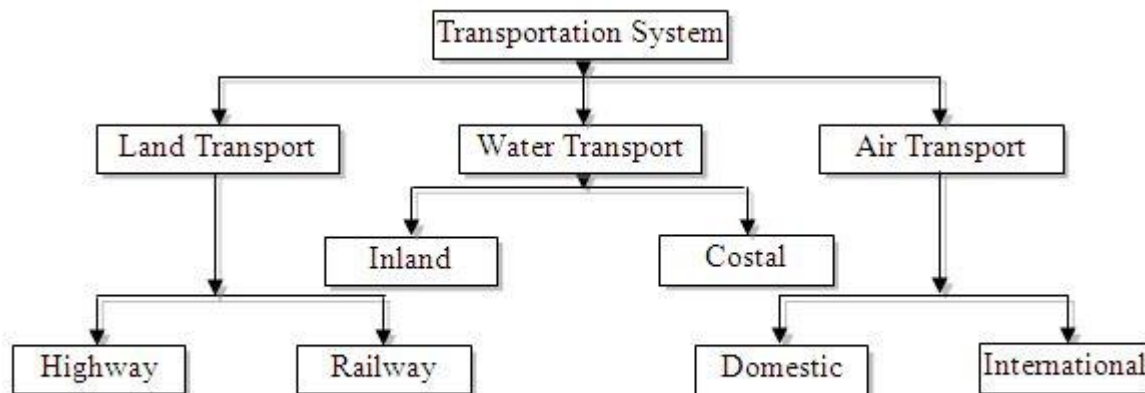 Transportation System
Land Transport
Water Transport
Air Transport
Inland
Costal
Highway
Railway
Domestic
International